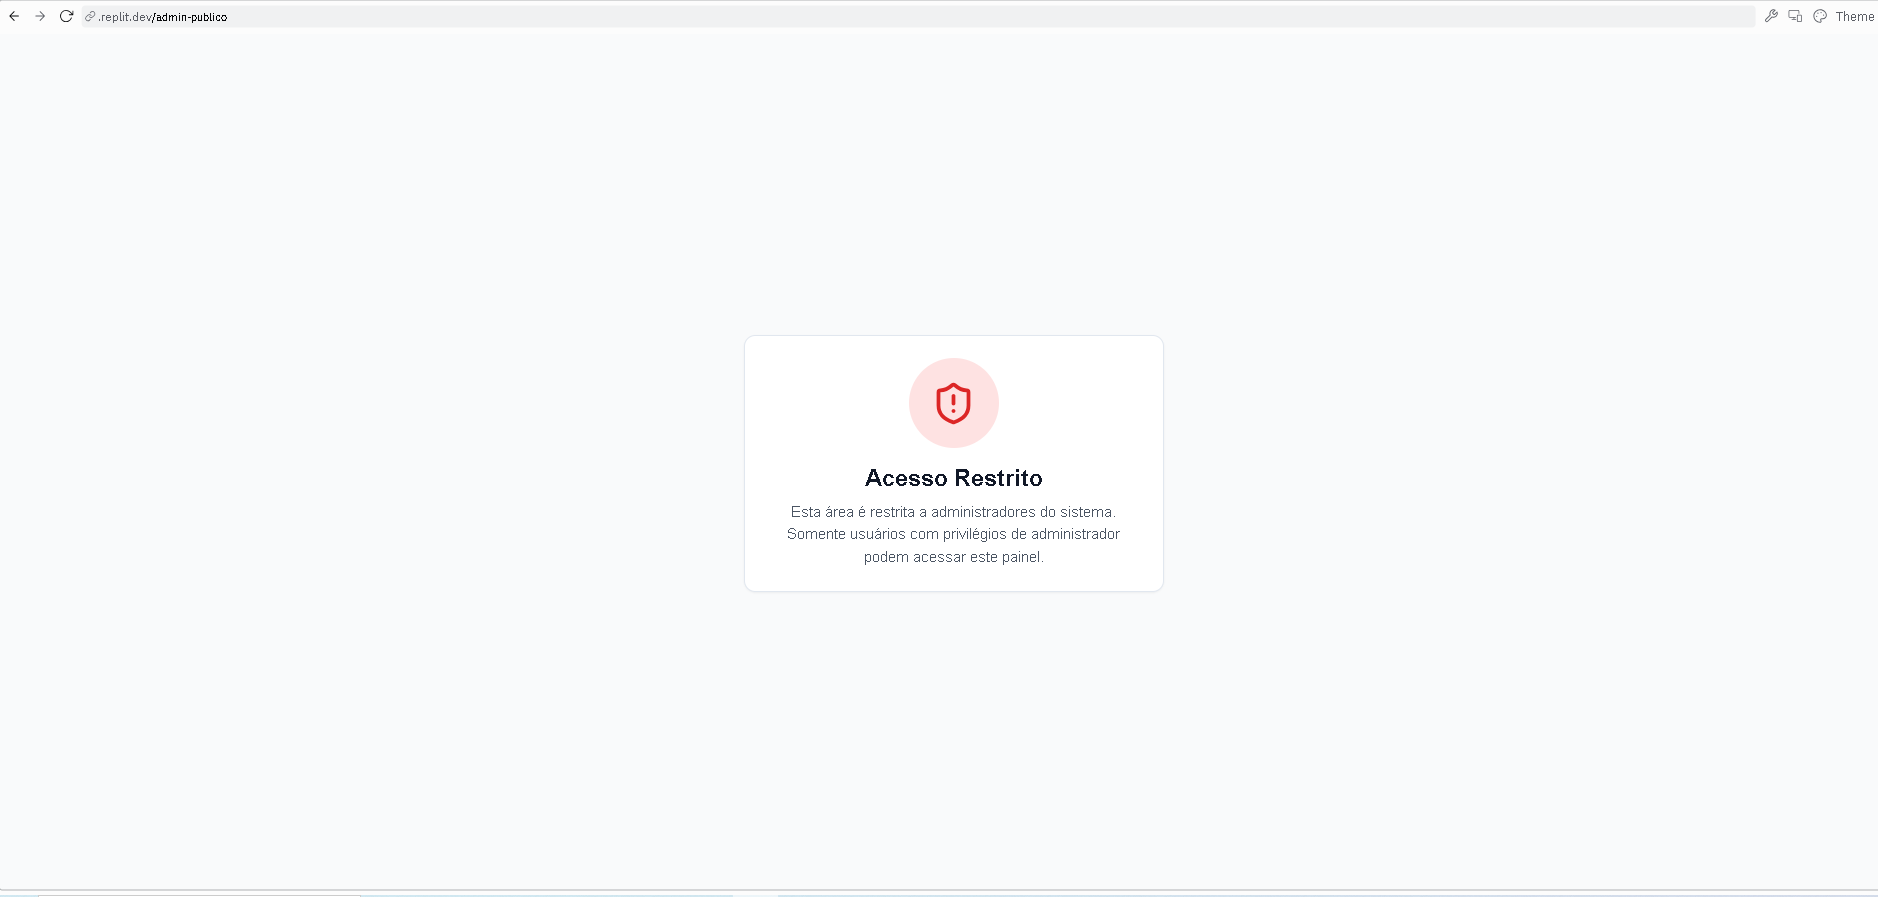 .replit.dev/admin-publico
Theme
Acesso Restrito
Esta área é restrita a administradores do sistema.
Somente usuários com privilégios de administrador
podem acessar este painel.